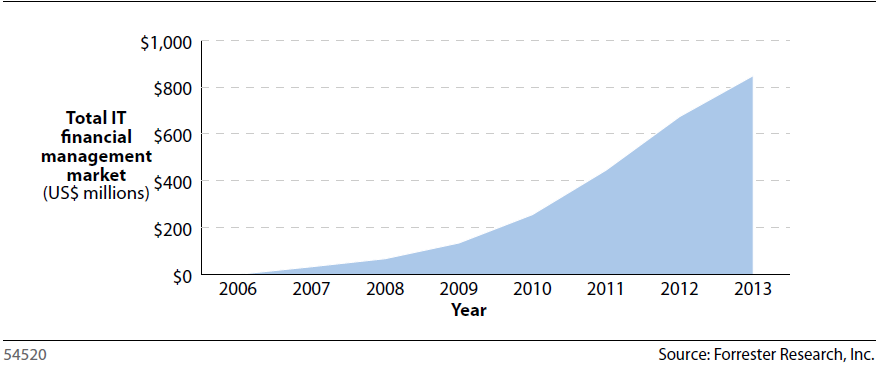 $1,000
$800
$600
$400
$200
$0
Total IT
financial
management
market
(US$ millions)
2006 2007 2008 2009 2010 2011 2012 2013
Year
54520
Source: Forrester Research, Inc.